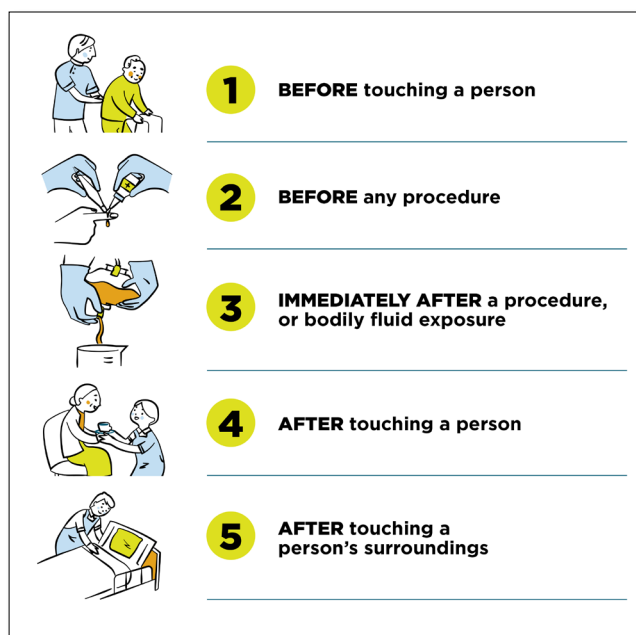 1 BEFORE touching a person
2 BEFORE any procedure
3 IMMEDIATELY AFTER a procedure,
or bodily fluid exposure
4 AFTER touching a person
5 AFTER touching a
person’s surroundings